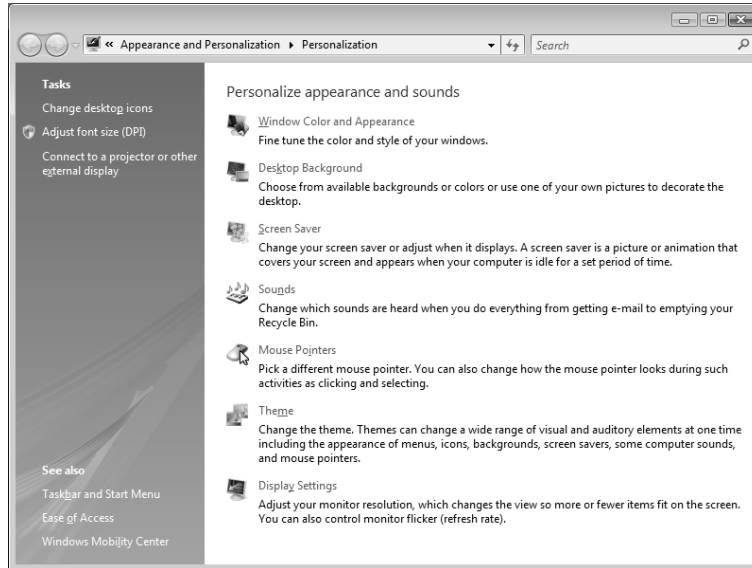 « Appearance and Personalization ▸ Personalization
Search
Tasks
Change desktop icons
Adjust font size (DPI)
Connect to a projector or other
external display
See also
Taskbar and Start Menu
Ease of Access
Windows Mobility Center
Personalize appearance and sounds
Window Color and Appearance
Fine tune the color and style of your windows.
Desktop Background
Choose from available backgrounds or colors or use one of your own pictures to decorate the
desktop.
Screen Saver
Change your screen saver or adjust when it displays. A screen saver is a picture or animation that
covers your screen and appears when your computer is idle for a set period of time.
Sounds
Change which sounds are heard when you do everything from getting e-mail to emptying your
Recycle Bin.
Mouse Pointers
Pick a different mouse pointer. You can also change how the mouse pointer looks during such
activities as clicking and selecting.
Theme
Change the theme. Themes can change a wide range of visual and auditory elements at one time
including the appearance of menus, icons, backgrounds, screen savers, some computer sounds,
and mouse pointers.
Display Settings
Adjust your monitor resolution, which changes the view so more or fewer items fit on the screen.
You can also control monitor flicker (refresh rate).